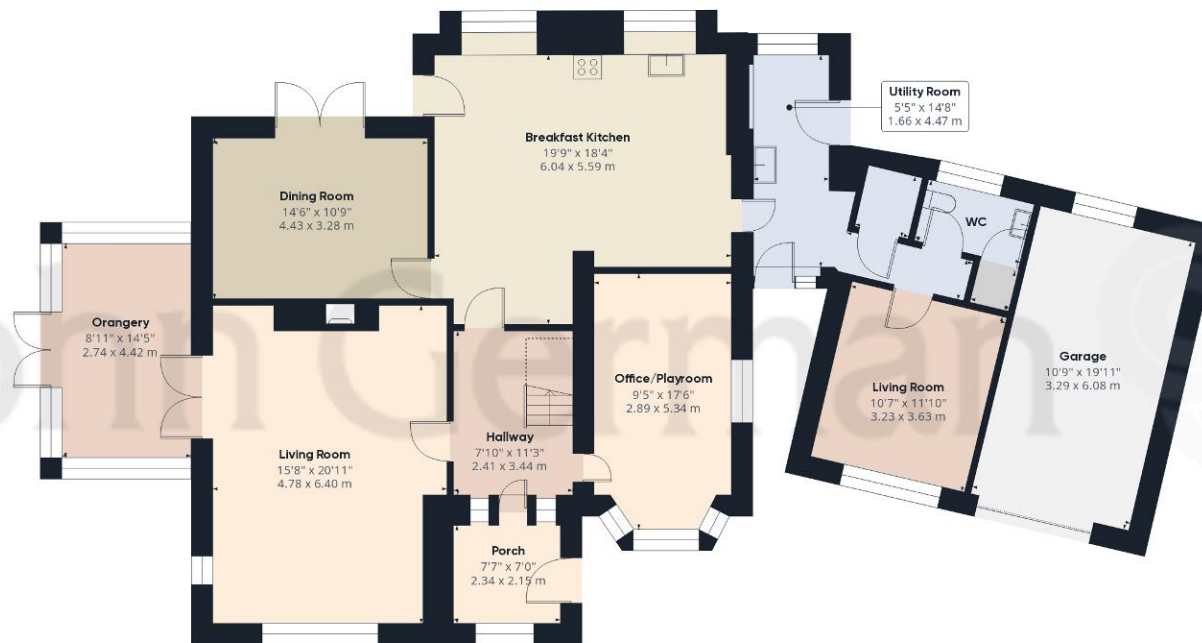 Utility Room
5'5" x 14'8"
1.66 x 4.47 m
Breakfast Kitchen
19'9" x 18'4"
6.04 x 5.59 m
Dining Room
14'6" x 10'9"
4.43 x 3.28 m
WC
Orangery
8'11" x 14'5"
2.74 x 4.42 m
Office/Playroom
9'5" x 17'6"
2.89 x 5.34 m
Garage
10'9" x 19'11"
3.29 x 6.08 m
Living Room
10'7" x 11'10"
3.23 x 3.63 m
Hallway
7'10" x 11'3"
2.41 x 3.44 m
Living Room
15'8" x 20'11"
4.78 x 6.40 m
Porch
7'7" x 7'0"
2.34 x 2.15 m
ohn German